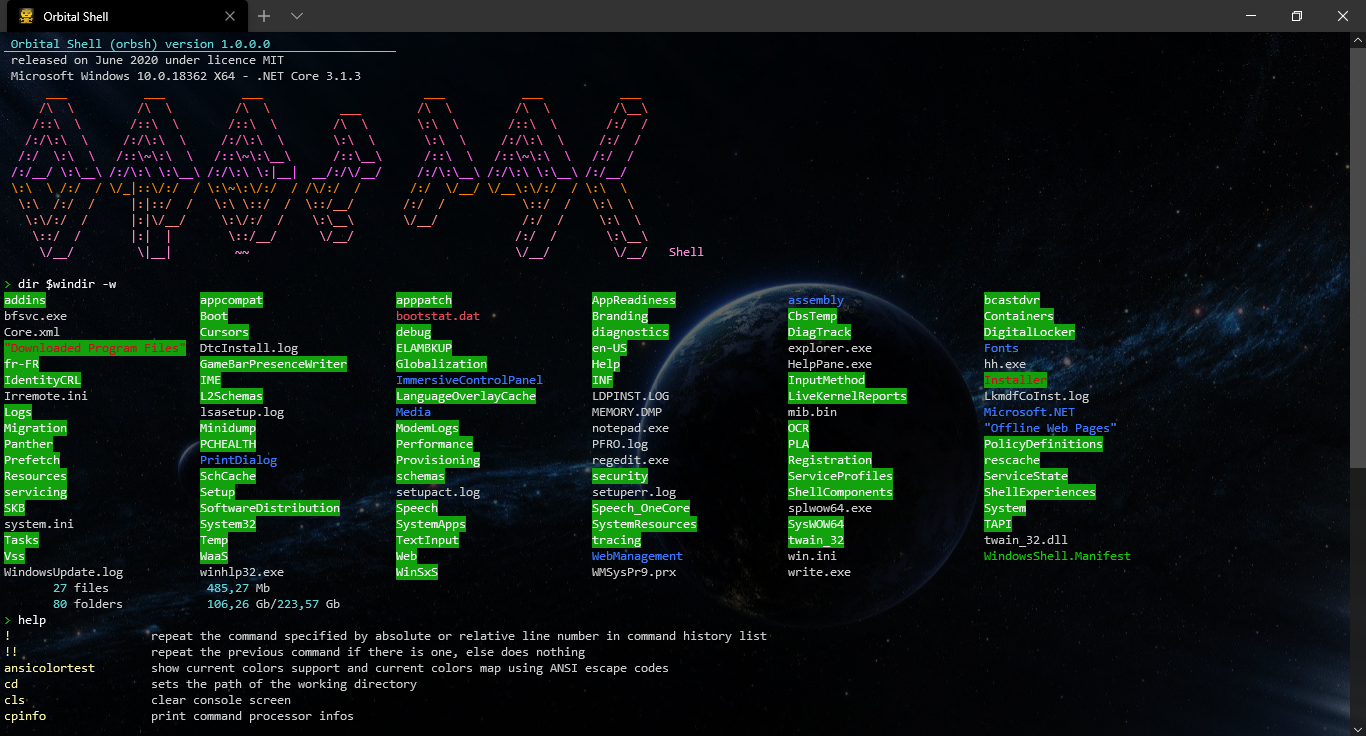 Orbital Shell
Orbital Shell (orbsh) version 1.0.0.0
released on June 2020 under licence MIT
Microsoft Windows 10.0.18362 X64 - .NET Core 3.1.3
Shell
> dir $windir -w
addins appcompat apppatch AppReadiness assembly bcastdvr
bfsvc.exe Boot bootstat.dat Branding CbsTemp Containers
Core.xml Cursors debug diagnostics DiagTrack DigitalLocker
"Downloaded Program Files" DtcInstall.log ELAMBKUP en-US explorer.exe Fonts
fr-FR GameBarPresenceWriter Globalization Help HelpPane.exe hh.exe
IdentityCRL IME ImmersiveControlPanel INF InputMethod Installer
Irremote.ini L2Schemas LanguageOverlayCache LDPINST.LOG LiveKernelReports LkmdfCoInst.log
Logs lsasetup.log Media MEMORY.DMP mib.bin Microsoft.NET
Migration Minidump ModemLogs notepad.exe OCR "Offline Web Pages"
Panther PCHEALTH Performance PFRO.log PLA PolicyDefinitions
Prefetch PrintDialog Provisioning regedit.exe Registration rescache
Resources SchCache schemas security ServiceProfiles ServiceState
servicing Setup setupact.log setuperr.log ShellComponents ShellExperiences
SKB SoftwareDistribution Speech Speech_OneCore splwow64.exe System
system.ini System32 SystemApps SystemResources SysWOW64 TAPI
Tasks Temp TextInput tracing twain_32 twain_32.dll
Vss WaaS Web WebManagement win.ini WindowsShell.Manifest
WindowsUpdate.log winhlp32.exe WinSxS WMSysPr9.prx write.exe
27 files 485,27 Mb
80 folders 106,26 Gb/223,57 Gb
> help
! repeat the command specified by absolute or relative line number in command history list
!! repeat the previous command if there is one, else does nothing
ansicolortest show current colors support and current colors map using ANSI escape codes
cd sets the path of the working directory
cls clear console screen
cpinfo print command processor infos